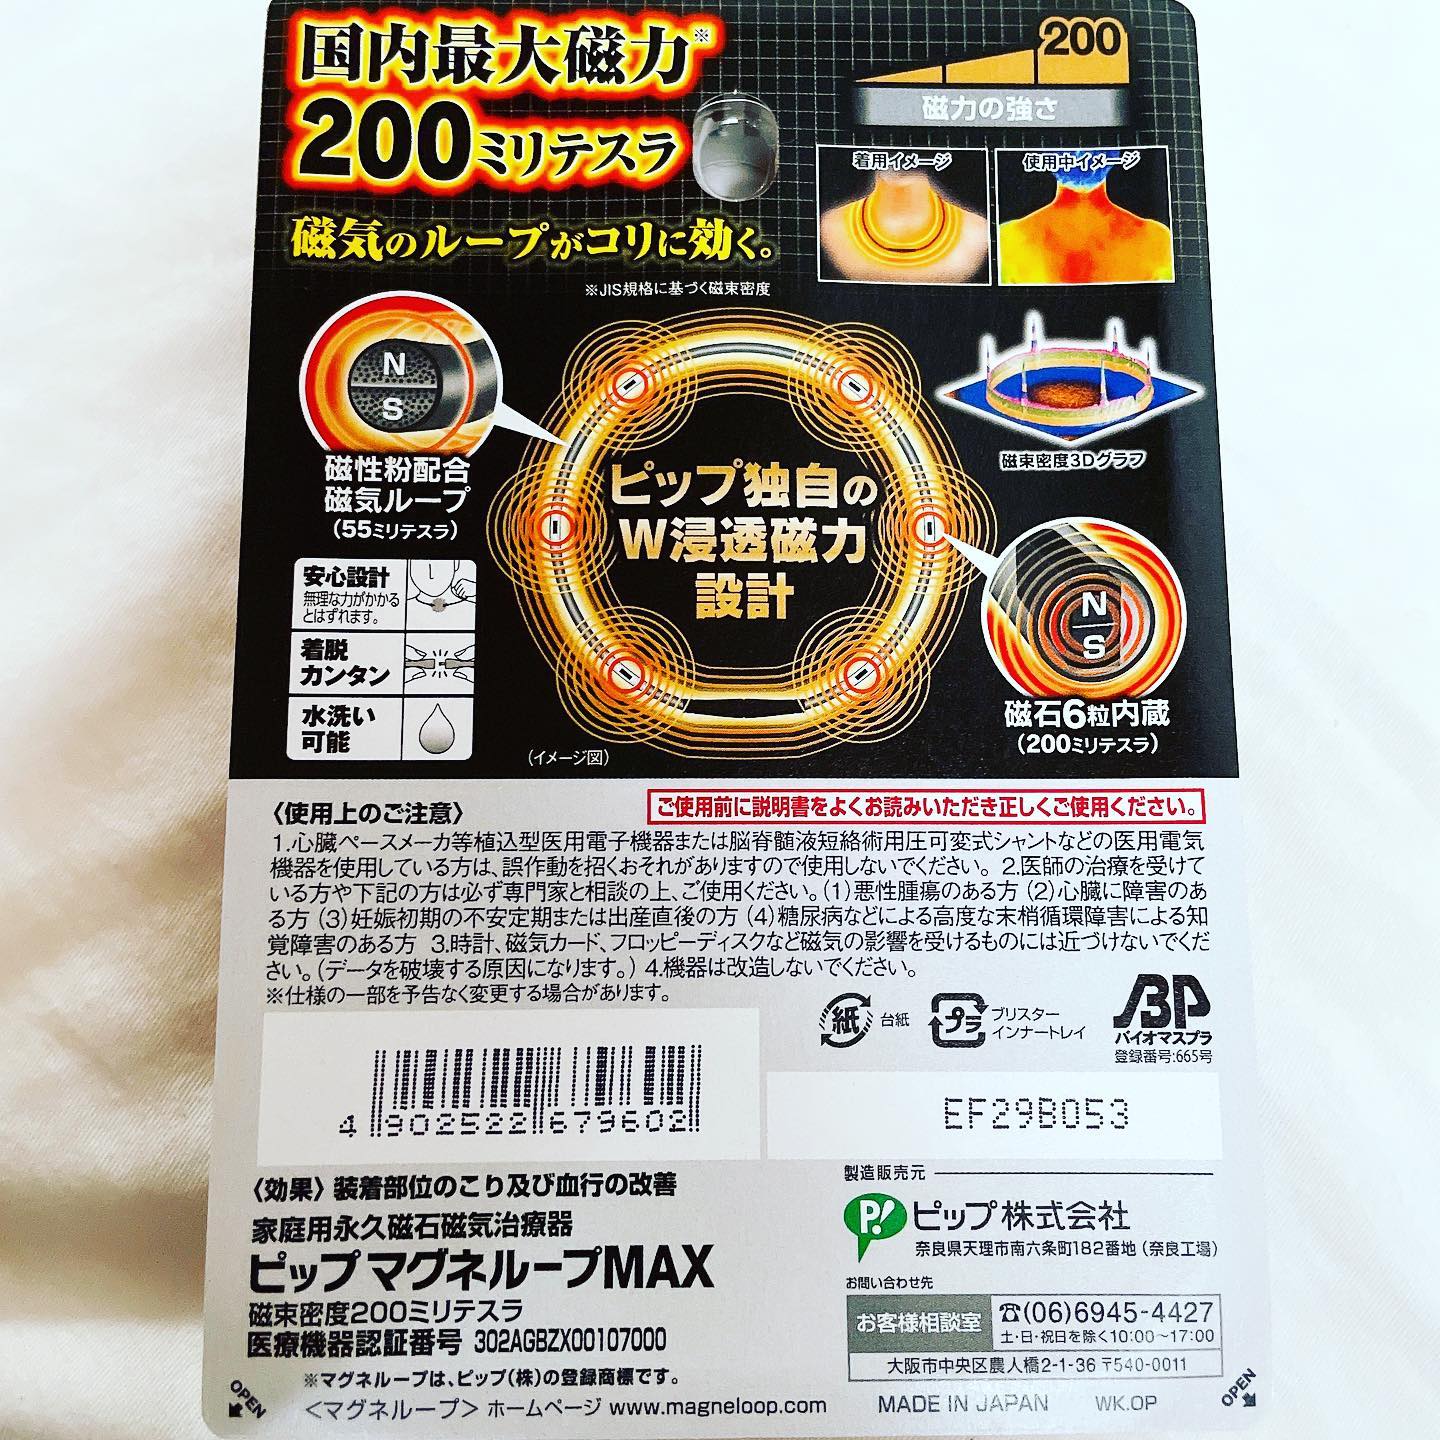 国内最大磁力※
200ミリテスラ
磁気のループがコリに効く。
※JIS規格に基づく磁束密度
200
磁力の強さ
着用イメージ
使用中イメージ
N
S
磁性粉配合
磁気ループ
(55ミリテスラ)
ピップ独自の
W浸透磁力
設計
磁束密度3Dグラフ
N
S
磁石6粒内蔵
(200ミリテスラ)
安心設計
無理な力がかかる
とはずれます。
着脱
カンタン
水洗い
可能
(イメージ図)
〈使用上のご注意〉
ご使用前に説明書をよくお読みいただき正しくご使用ください。
1.心臓ペースメーカ等植込型医用電子機器または脳脊髄液短絡術用圧可変式シャントなどの医用電気
機器を使用している方は、誤作動を招くおそれがありますので使用しないでください。2.医師の治療を受けて
いる方や下記の方は必ず専門家と相談の上、ご使用ください。(1)悪性腫瘍のある方 (2)心臓に障害のあ
る方 (3)妊娠初期の不安定期または出産直後の方 (4)糖尿病などによる高度な末梢循環障害による知
覚障害のある方 3.時計、磁気カード、フロッピーディスクなど磁気の影響を受けるものには近づけないでくだ
さい。(データを破壊する原因になります。) 4.機器は改造しないでください。
※仕様の一部を予告なく変更する場合があります。
紙 台紙
プラ ブリスター
インナートレイ
BP
バイオマスプラ
登録番号:665号
4 902522 679602
EF29B053
〈効果〉装着部位のこり及び血行の改善
家庭用永久磁石磁気治療器
ピップ マグネループMAX
磁束密度200ミリテスラ
医療機器認証番号 302AGBZX00107000
※マグネループは、ピップ(株)の登録商標です。
<マグネループ> ホームページ www.magneloop.com
製造販売元
P! ピップ株式会社
奈良県天理市南六条町182番地 (奈良工場)
お問い合わせ先
お客様相談室
☎(06)6945-4427
土・日・祝日を除く10:00〜17:00
大阪市中央区農人橋2-1-36 〒540-0011
MADE IN JAPAN WK.OP
OPEN
OPEN